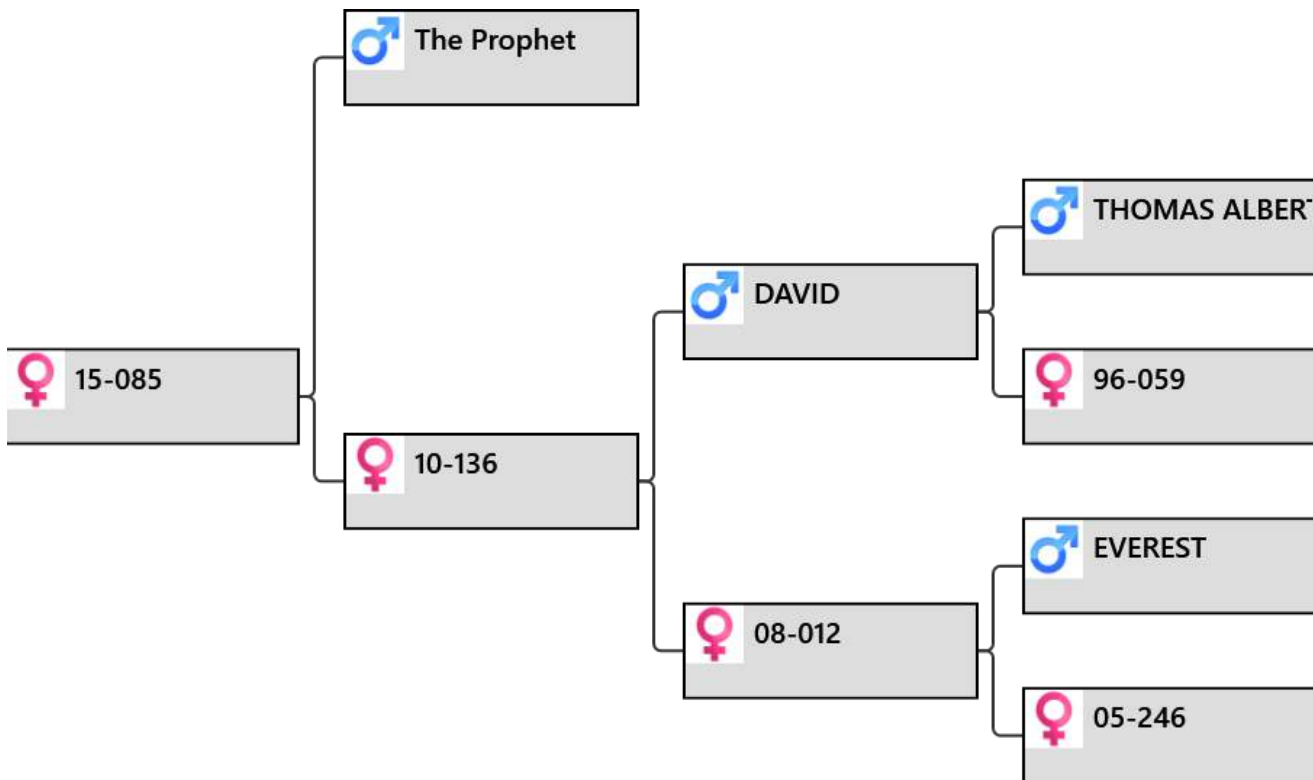 The Prophet
THOMAS ALBERT
DAVID
15-085
96-059
10-136
EVEREST
08-012
05-246